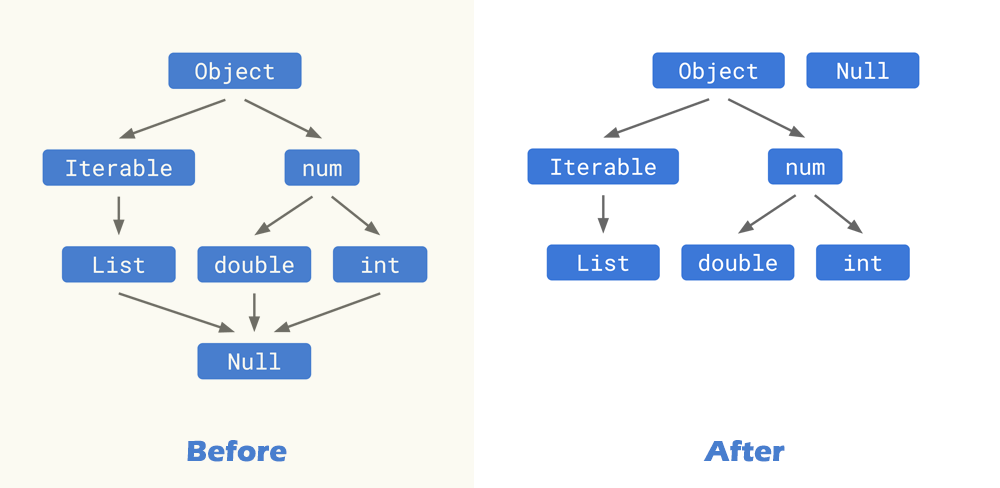 Object
Iterable
num
List
double
int
Null
Before
Object
Null
Iterable
num
List
double
int
After